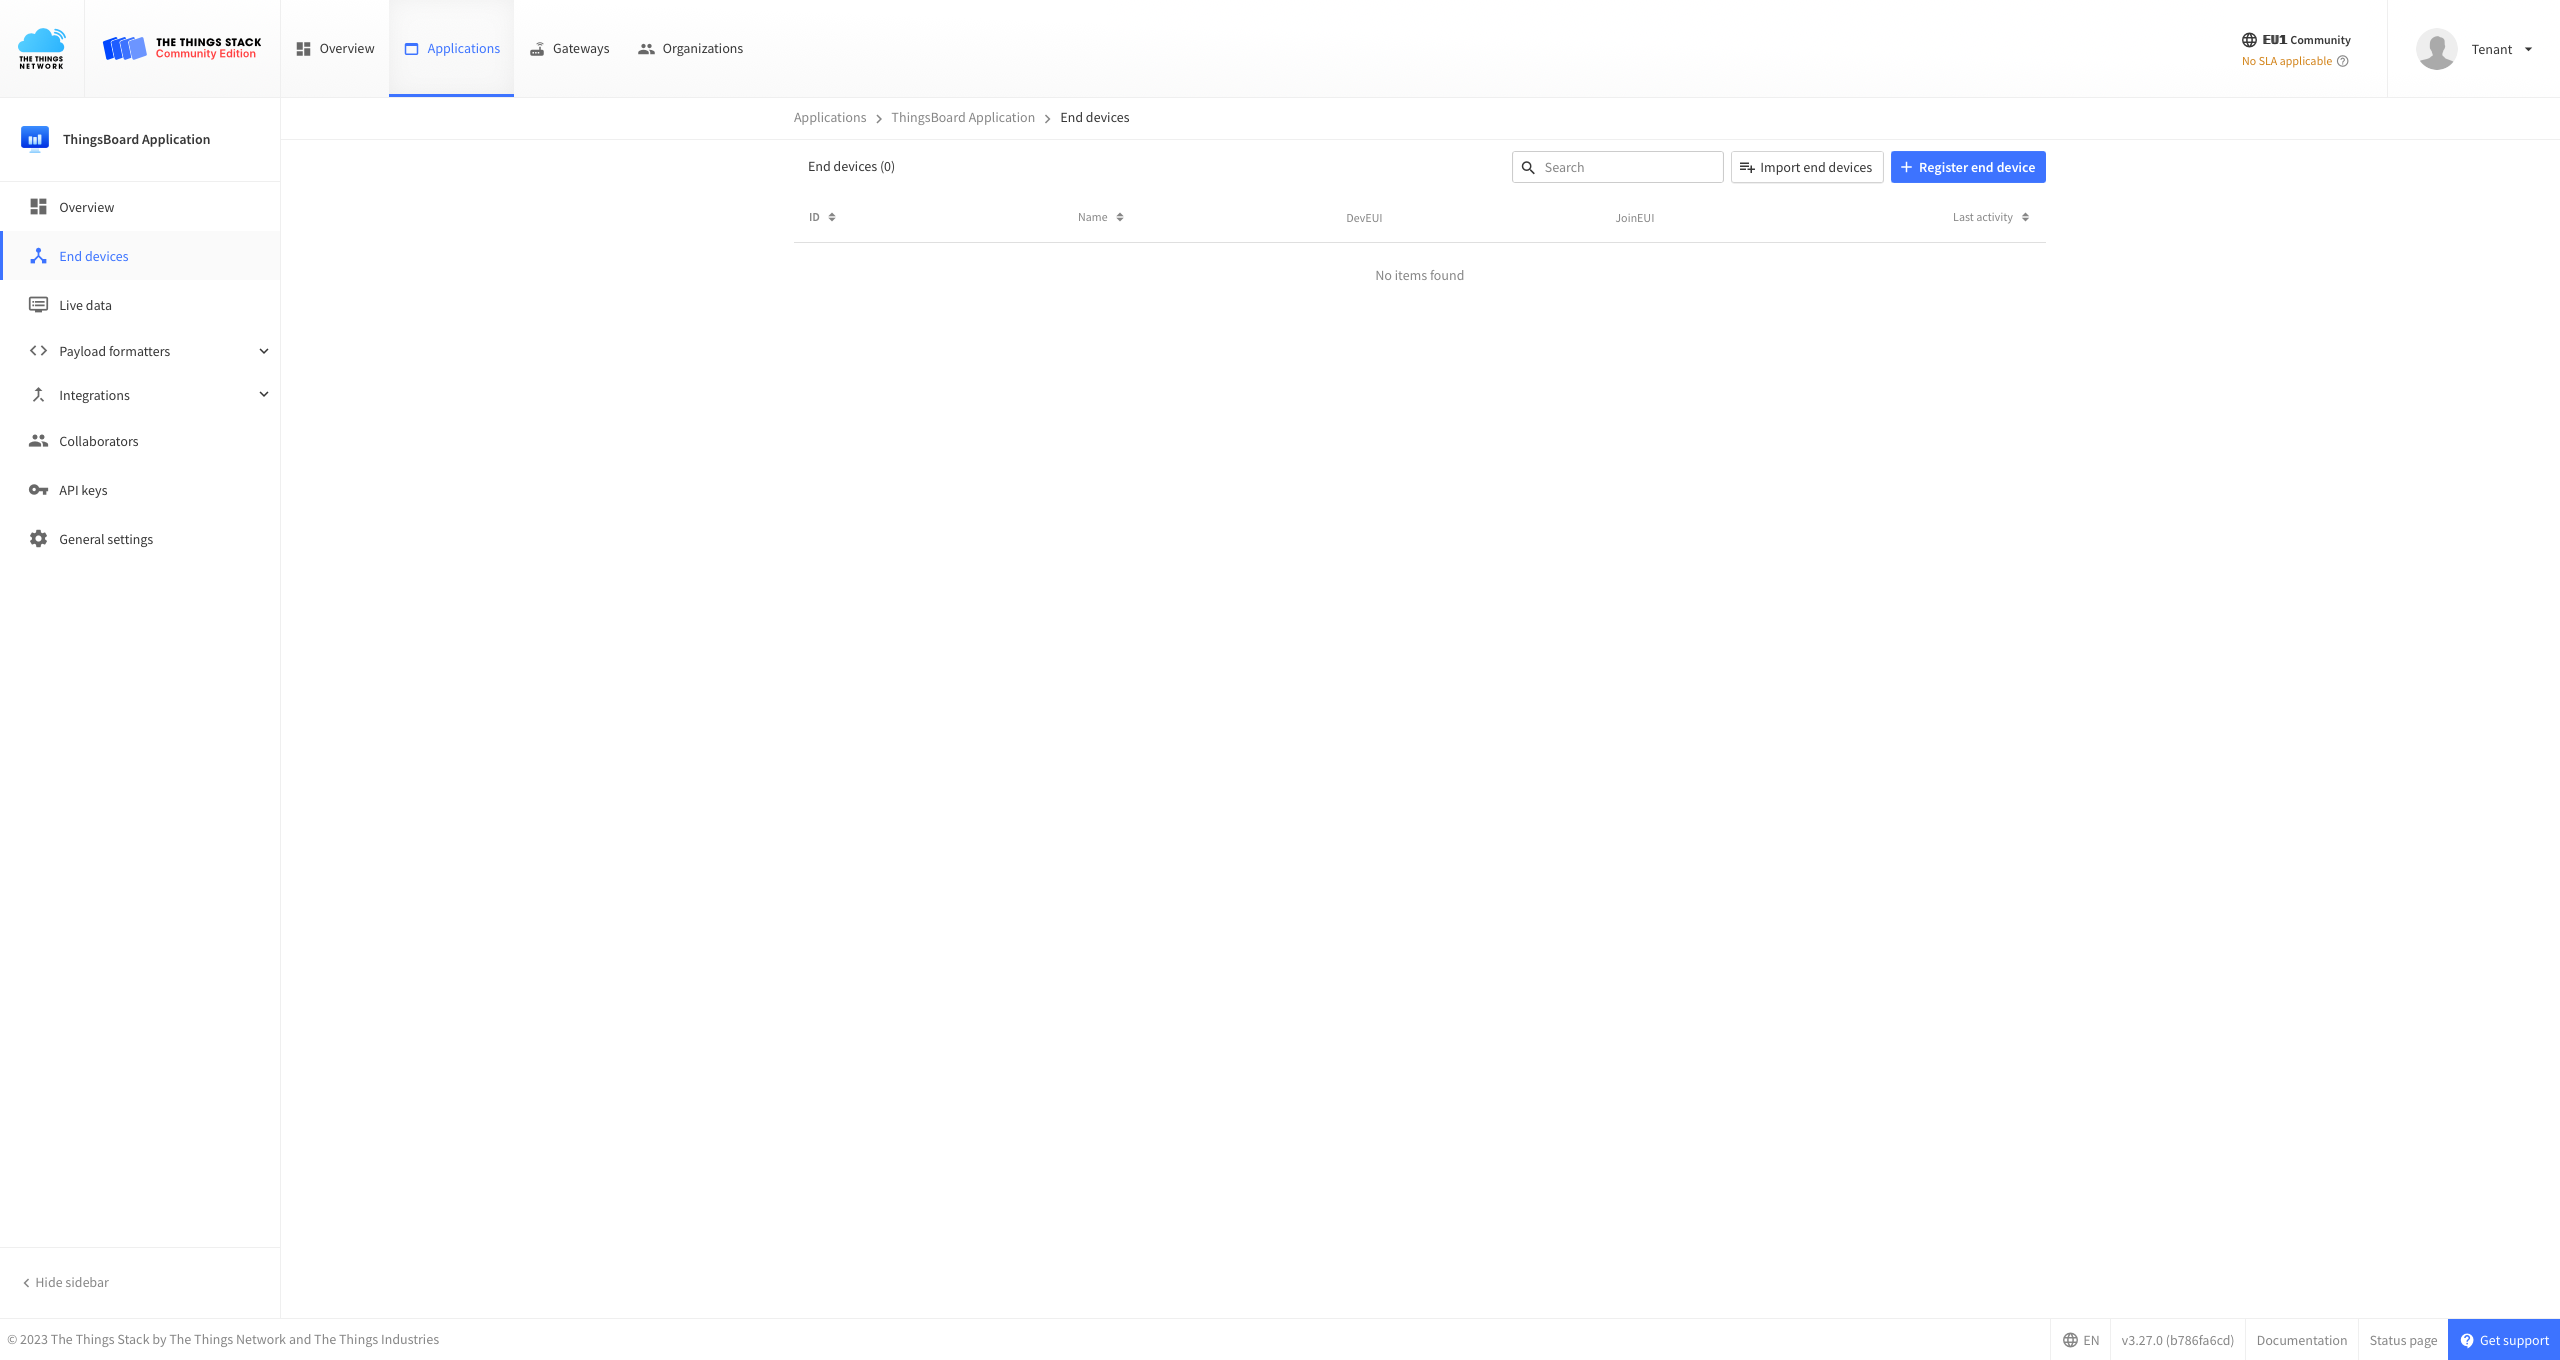 THE THINGS
NETWORK
THE THINGS STACK
Community Edition
Overview
Applications
Gateways
Organizations
EU1 Community
No SLA applicable
Tenant
ThingsBoard Application
Overview
End devices
Live data
Payload formatters
Integrations
Collaborators
API keys
General settings
Hide sidebar
Applications > ThingsBoard Application > End devices
End devices (0)
Search
Import end devices
+ Register end device
ID
Name
DevEUI
JoinEUI
Last activity
No items found
© 2023 The Things Stack by The Things Network and The Things Industries
EN
v3.27.0 (b786fa6cd)
Documentation
Status page
Get support